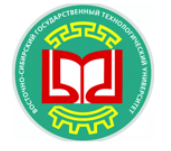 ВОСТОЧНО-СИБИРСКИЙ ГОСУДАРСТВЕННЫЙ ТЕХНОЛОГИЧЕСКИЙ УНИВЕРСИТЕТ